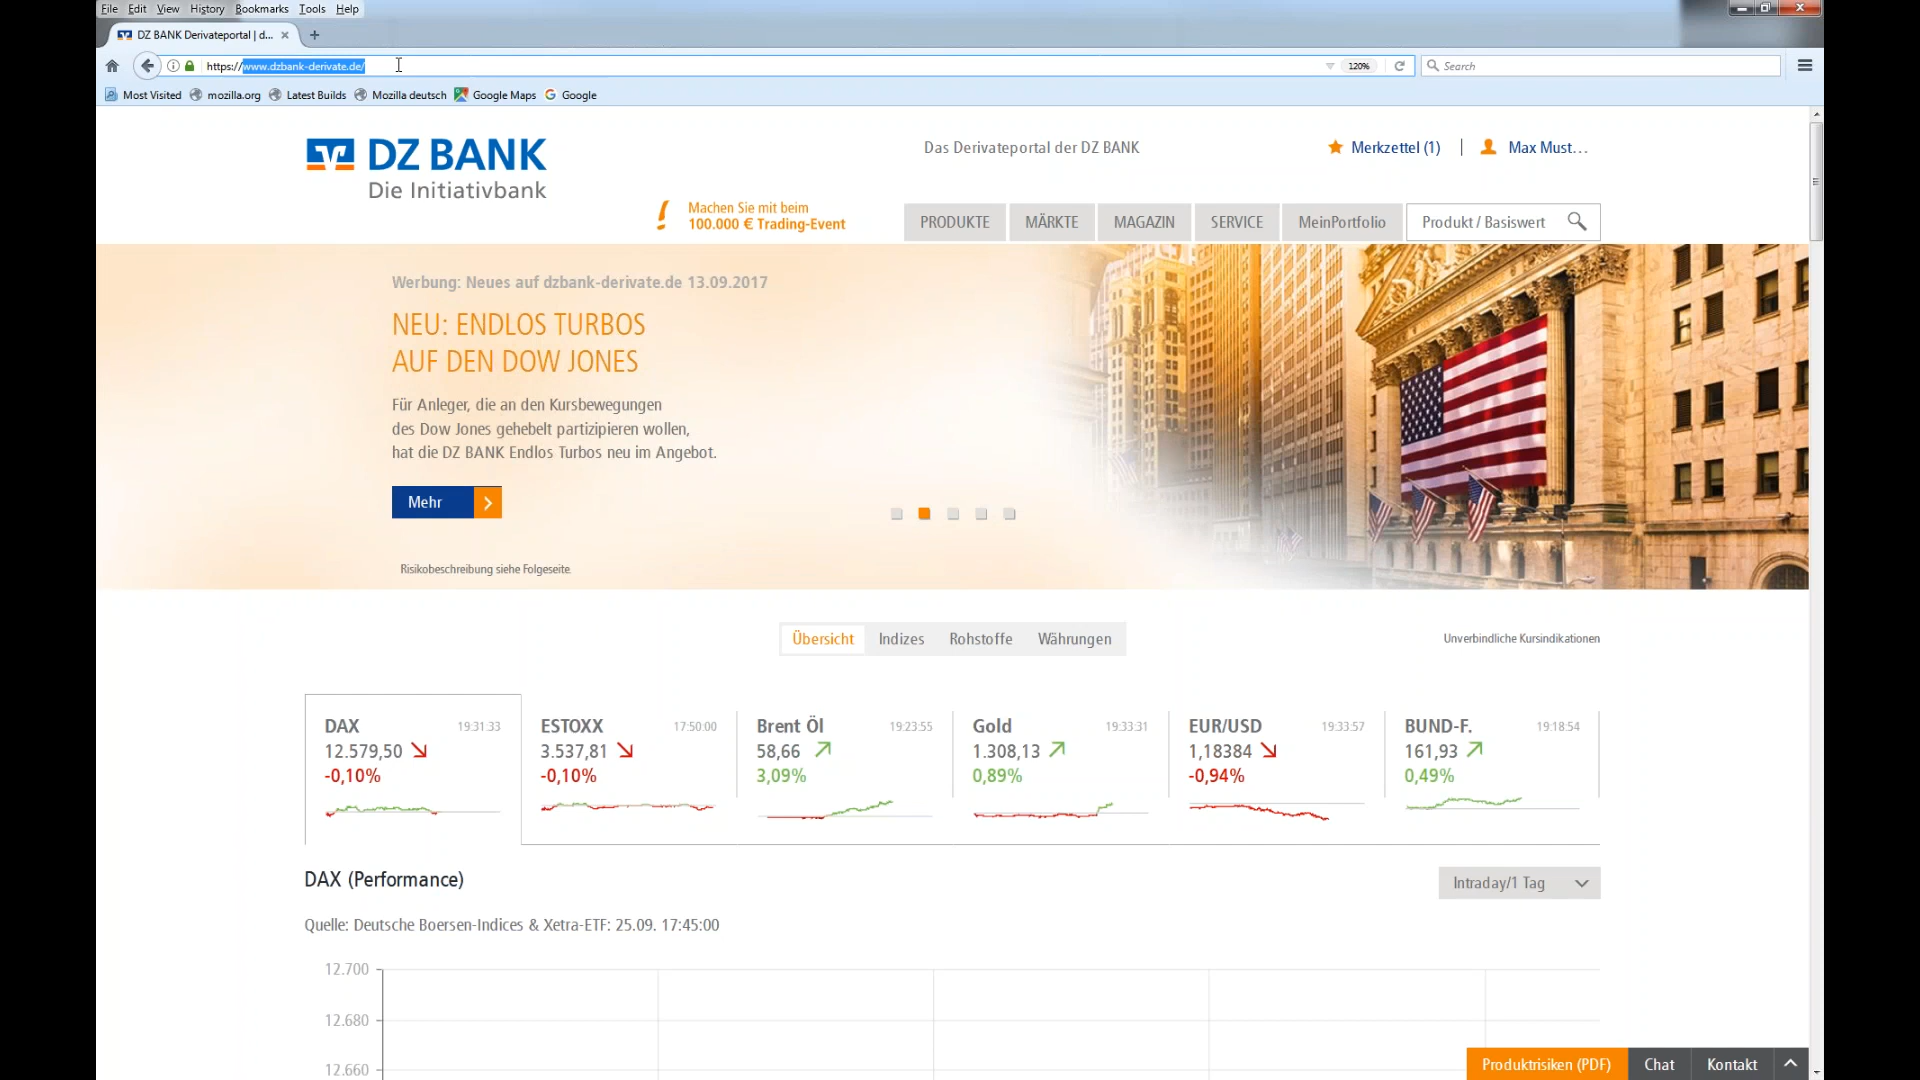 File Edit View History Bookmarks Tools Help
DZ BANK Derivateportal | d...
https://www.dzbank-derivate.de/
120%
Search
Most Visited mozilla.org Latest Builds Mozilla deutsch Google Maps Google
DZ BANK
Die Initiativbank
Das Derivateportal der DZ BANK
Merkzettel (1) | Max Must...
Machen Sie mit beim
100.000 € Trading-Event
PRODUKTE MÄRKTE MAGAZIN SERVICE MeinPortfolio Produkt / Basiswert
Werbung: Neues auf dzbank-derivate.de 13.09.2017
NEU: ENDLOS TURBOS
AUF DEN DOW JONES
Für Anleger, die an den Kursbewegungen
des Dow Jones gehebelt partizipieren wollen,
hat die DZ BANK Endlos Turbos neu im Angebot.
Mehr
Risikobeschreibung siehe Folgeseite.
Übersicht Indizes Rohstoffe Währungen
Unverbindliche Kursindikationen
DAX 19:31:33
12.579,50
-0,10%
ESTOXX 17:50:00
3.537,81
-0,10%
Brent Öl 19:23:55
58,66
3,09%
Gold 19:33:31
1.308,13
0,89%
EUR/USD 19:33:57
1,18384
-0,94%
BUND-F. 19:18:54
161,93
0,49%
DAX (Performance)
Intraday/1 Tag
Quelle: Deutsche Boersen-Indices & Xetra-ETF: 25.09. 17:45:00
12.700
12.680
12.660
Produktrisiken (PDF) Chat Kontakt